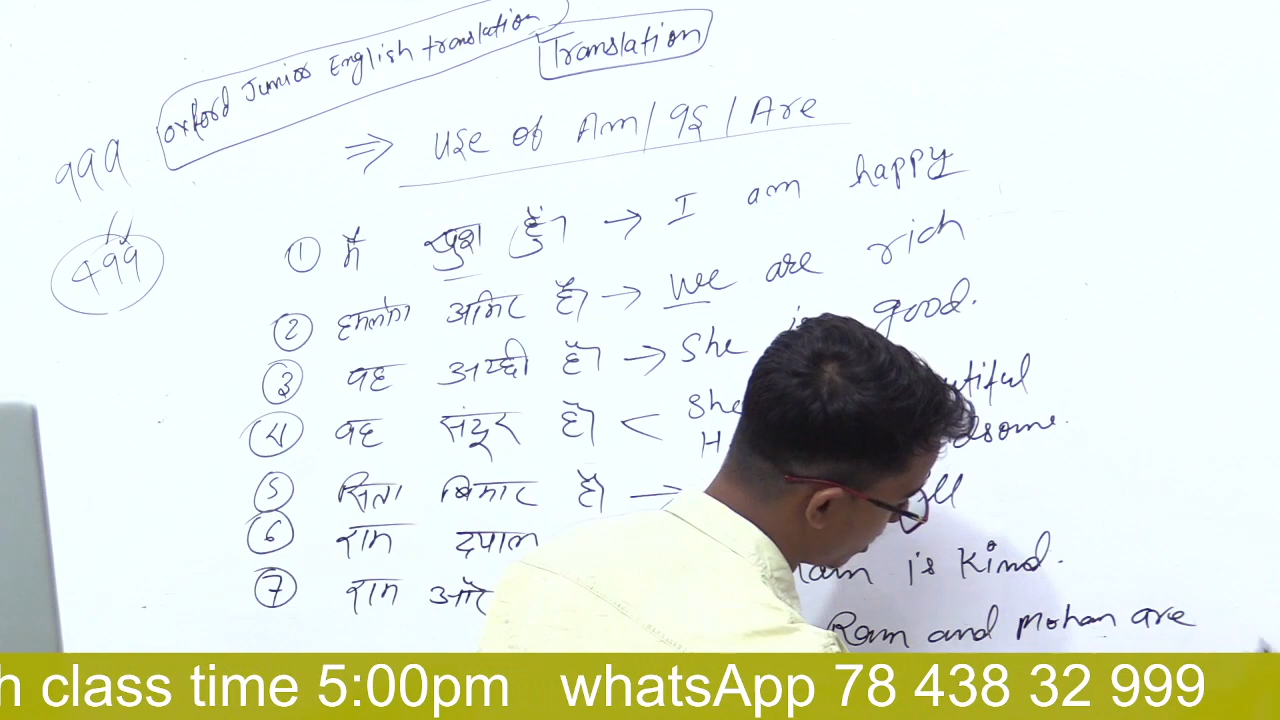 Oxford Junior English translation
Translation
999
⇒ Use of Am/Is/Are
499
① मैं खुश हूँ। → I am happy
② हमलोग अमिर हैं। → We are rich
③ वह अच्छी है। → She is good.
④ वह सुंदर है। < She
⑤ सिता बिमार है। → ill
⑥ राम दयाल is Kind.
⑦ राम और Ram and Mohan are
h class time 5:00pm whatsApp 78 438 32 999